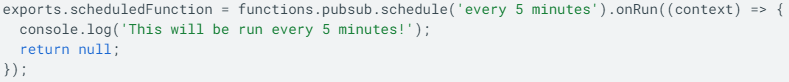 exports.scheduledFunction = functions.pubsub.schedule('every 5 minutes').onRun((context) => {
  console.log('This will be run every 5 minutes!');
  return null;
});